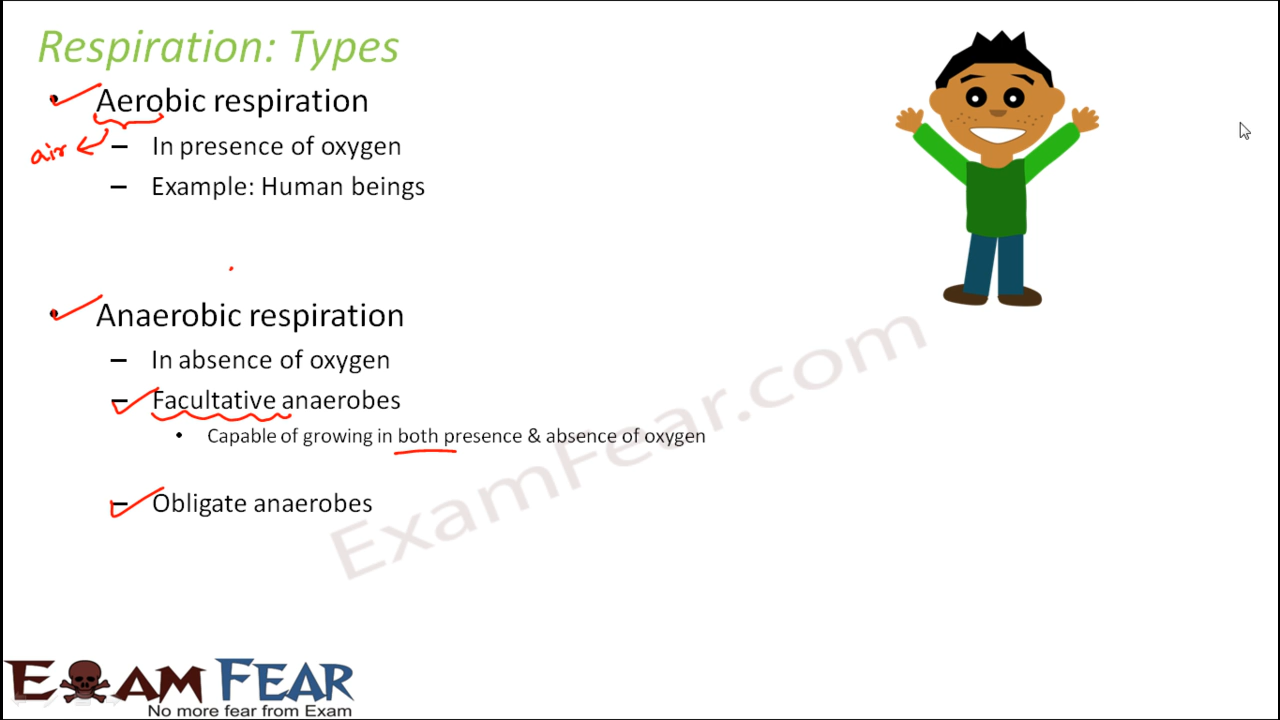 Respiration: Types
• Aerobic respiration
air
– In presence of oxygen
– Example: Human beings
• Anaerobic respiration
– In absence of oxygen
– Facultative anaerobes
• Capable of growing in both presence & absence of oxygen
– Obligate anaerobes
ExamFear.com
EXAM FEAR
No more fear from Exam